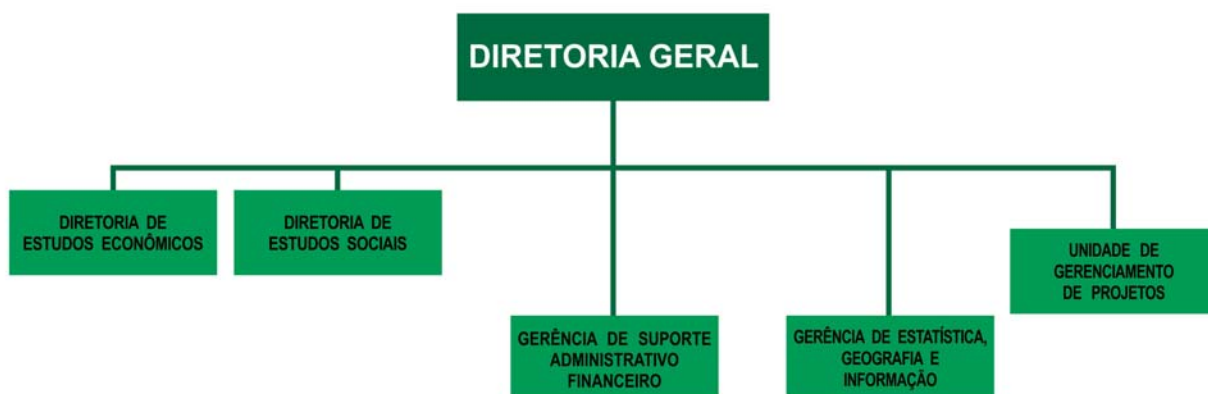 DIRETORIA GERAL
DIRETORIA DE
ESTUDOS ECONÔMICOS
DIRETORIA DE
ESTUDOS SOCIAIS
GERÊNCIA DE SUPORTE
ADMINISTRATIVO
FINANCEIRO
GERÊNCIA DE ESTATÍSTICA,
GEOGRAFIA E
INFORMAÇÃO
UNIDADE DE
GERENCIAMENTO
DE PROJETOS